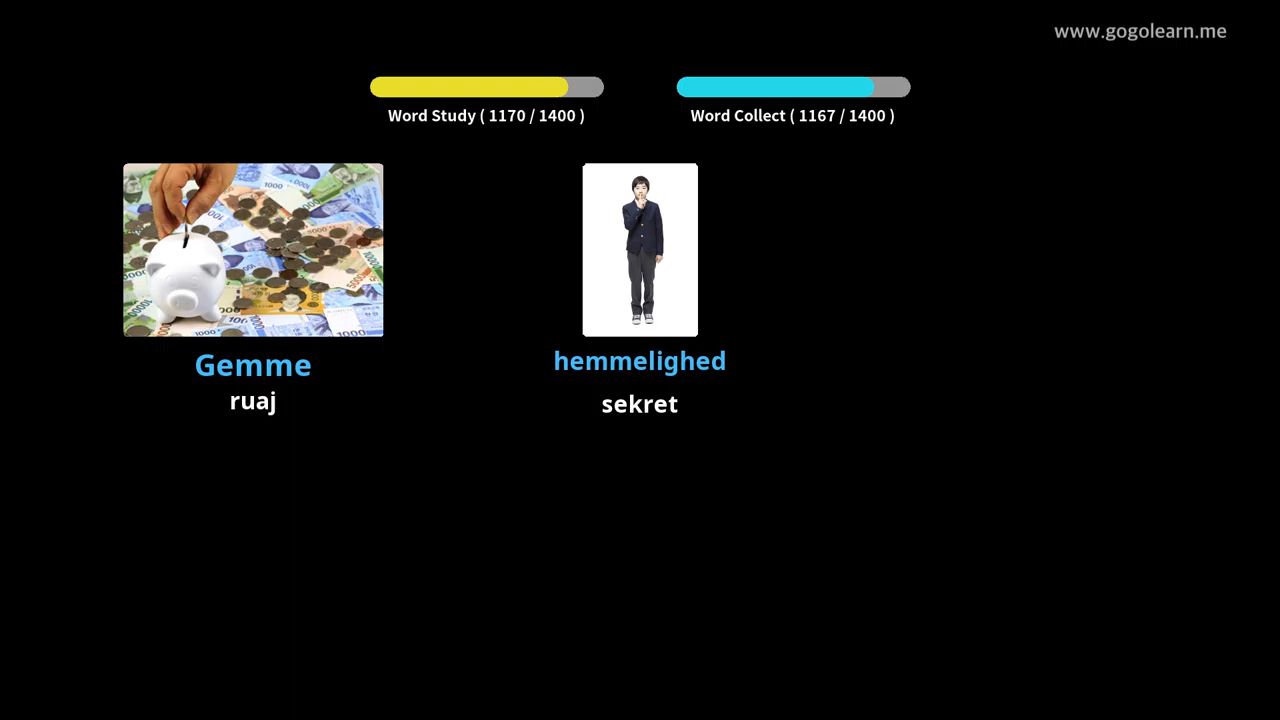 www.gogolearn.me
Word Study ( 1170 / 1400 )
Word Collect ( 1167 / 1400 )
Gemme
ruaj
hemmelighed
sekret